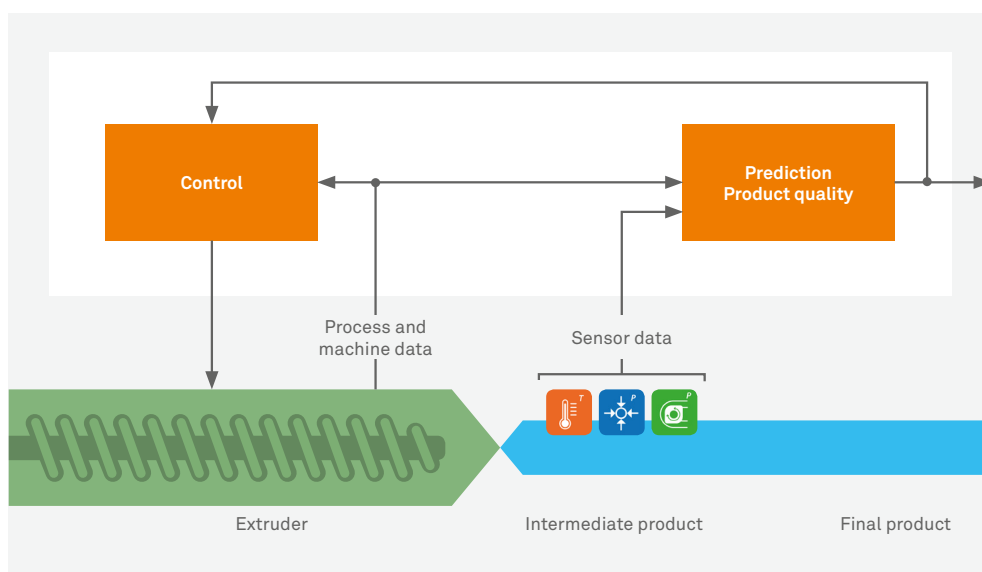 Control
Prediction
Product quality
Process and
machine data
Sensor data
T
P
P
Extruder
Intermediate product
Final product